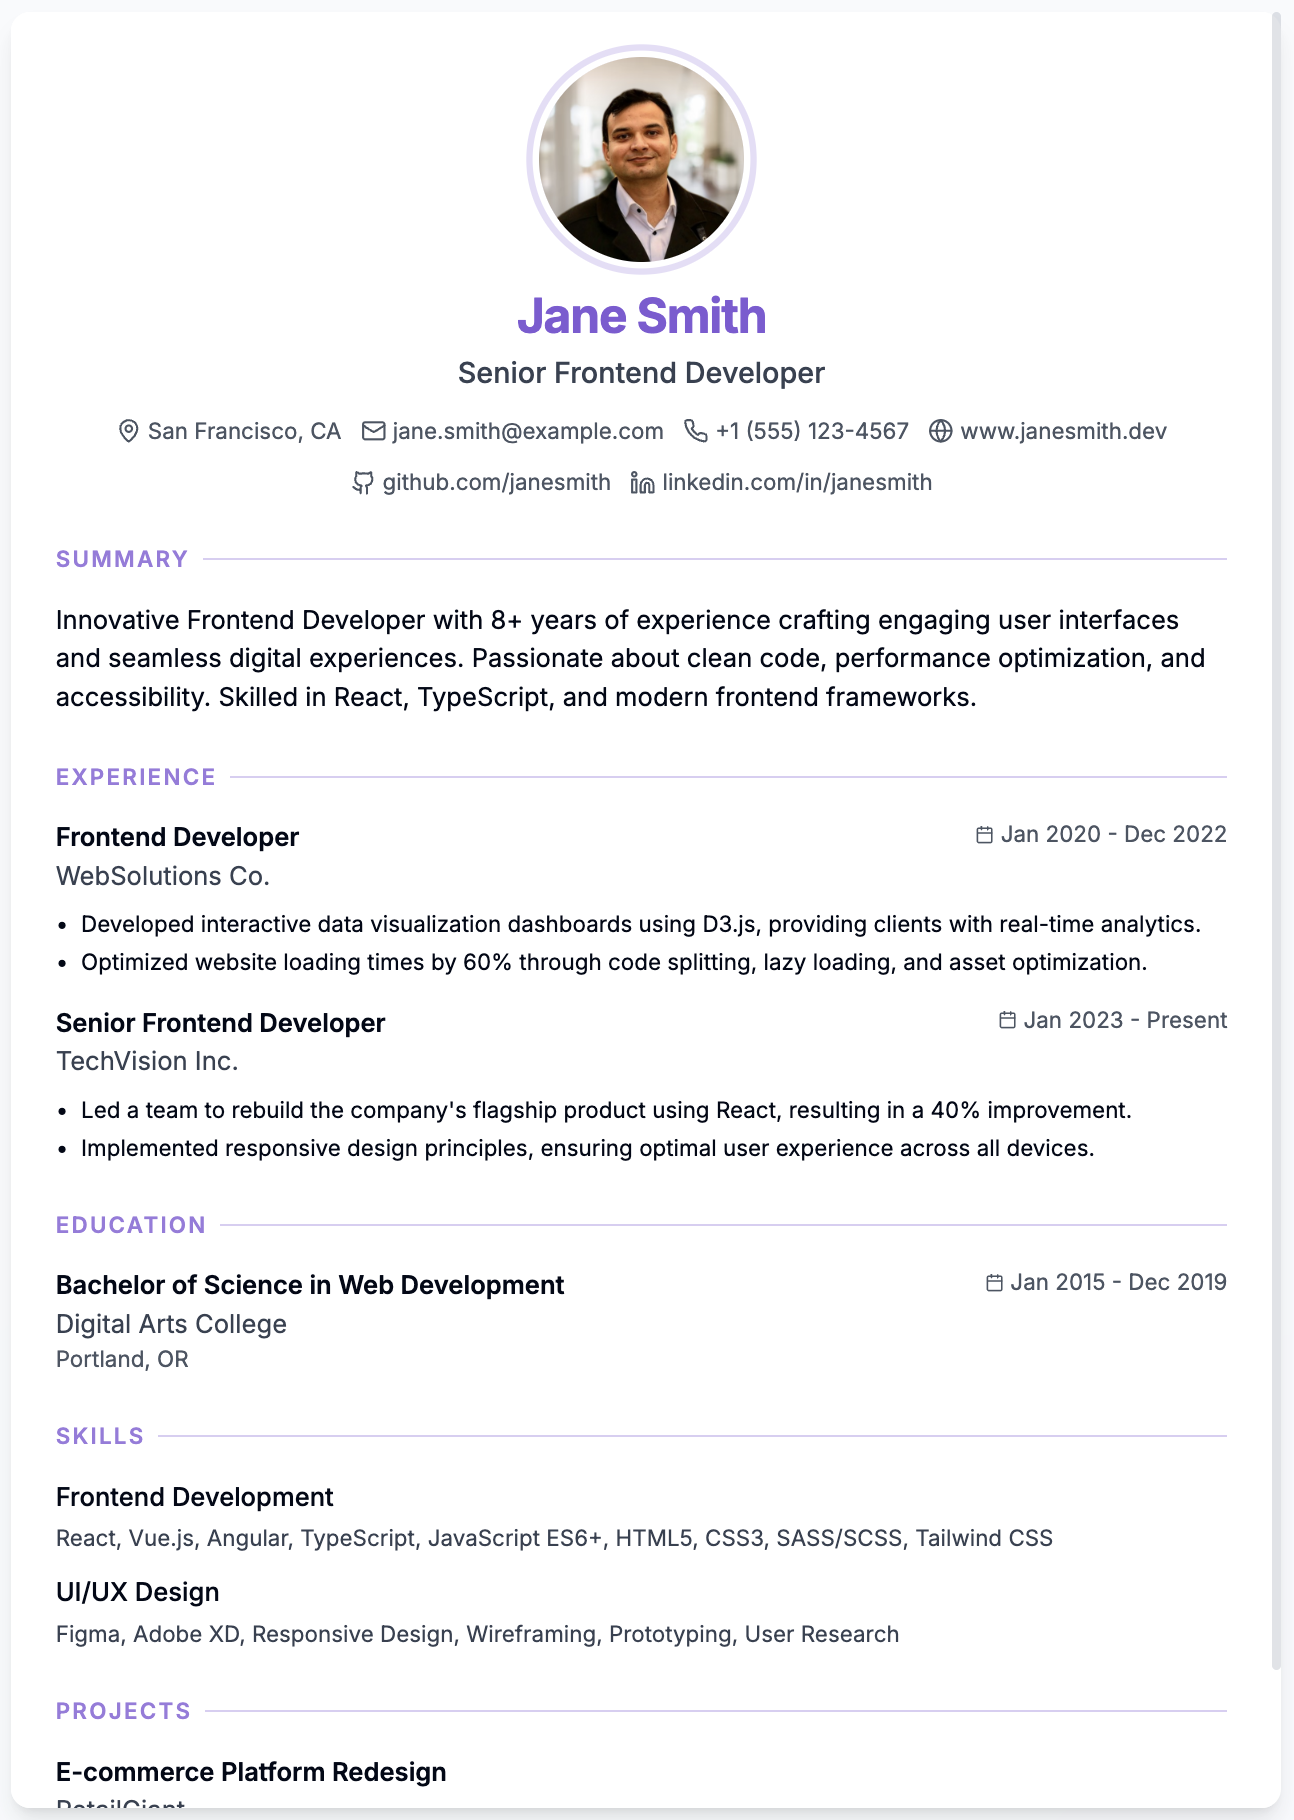 Jane Smith
Senior Frontend Developer
San Francisco, CA jane.smith@example.com +1 (555) 123-4567 www.janesmith.dev
github.com/janesmith linkedin.com/in/janesmith
SUMMARY
Innovative Frontend Developer with 8+ years of experience crafting engaging user interfaces
and seamless digital experiences. Passionate about clean code, performance optimization, and
accessibility. Skilled in React, TypeScript, and modern frontend frameworks.
EXPERIENCE
Frontend Developer Jan 2020 - Dec 2022
WebSolutions Co.
• Developed interactive data visualization dashboards using D3.js, providing clients with real-time analytics.
• Optimized website loading times by 60% through code splitting, lazy loading, and asset optimization.
Senior Frontend Developer Jan 2023 - Present
TechVision Inc.
• Led a team to rebuild the company's flagship product using React, resulting in a 40% improvement.
• Implemented responsive design principles, ensuring optimal user experience across all devices.
EDUCATION
Bachelor of Science in Web Development Jan 2015 - Dec 2019
Digital Arts College
Portland, OR
SKILLS
Frontend Development
React, Vue.js, Angular, TypeScript, JavaScript ES6+, HTML5, CSS3, SASS/SCSS, Tailwind CSS
UI/UX Design
Figma, Adobe XD, Responsive Design, Wireframing, Prototyping, User Research
PROJECTS
E-commerce Platform Redesign
RetailGiant